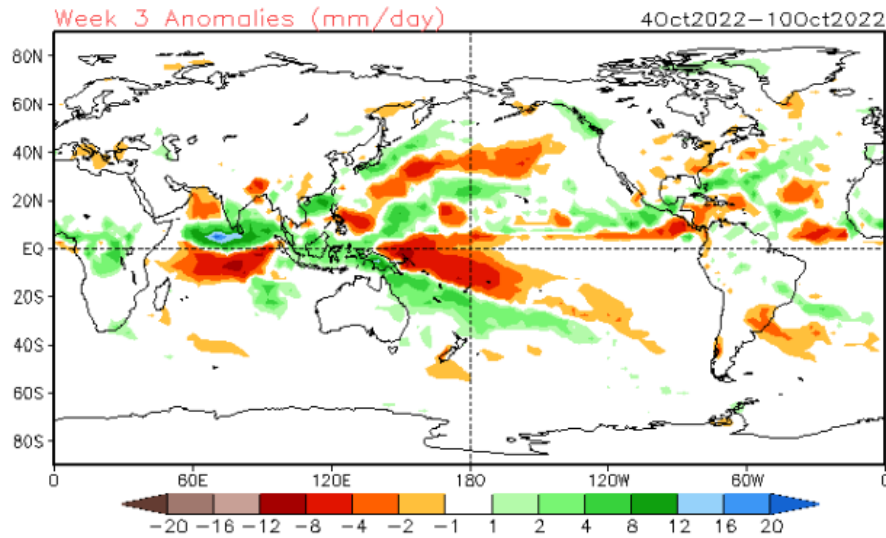 Week 3 Anomalies (mm/day) 4Oct2022-10Oct2022
80N
60N
40N
20N
EQ
20S
40S
60S
80S
0 60E 120E 180 120W 60W 0
-20 -16 -12 -8 -4 -2 -1 1 2 4 8 12 16 20